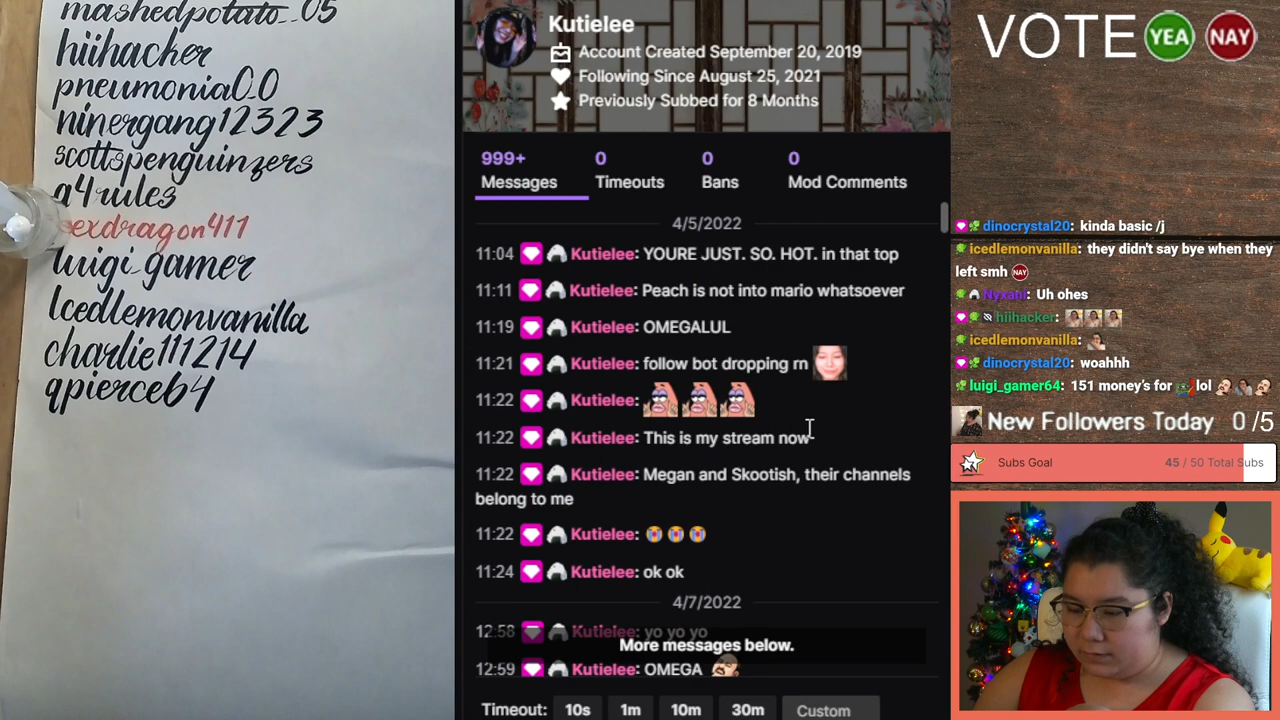 mashedpotato_05
hiihacker
pneumonia0_0
ninergang12323
scottspenguinzers
a4rules
exdragon411
luigi_gamer
Icedlemonvanilla
charlie111214
qpierce64
Kutielee
Account Created September 20, 2019
Following Since August 25, 2021
Previously Subbed for 8 Months
999+ 0 0 0
Messages Timeouts Bans Mod Comments
4/5/2022
11:04 Kutielee: YOURE JUST. SO. HOT. in that top
11:11 Kutielee: Peach is not into mario whatsoever
11:19 Kutielee: OMEGALUL
11:21 Kutielee: follow bot dropping rn
11:22 Kutielee:
11:22 Kutielee: This is my stream now
11:22 Kutielee: Megan and Skootish, their channels
belong to me
11:22 Kutielee:
11:24 Kutielee: ok ok
4/7/2022
12:58 Kutielee: yo yo yo
More messages below.
12:59 Kutielee: OMEGA
Timeout: 10s 1m 10m 30m Custom
VOTE YEA NAY
dinocrystal20: kinda basic /j
icedlemonvanilla: they didn't say bye when they
left smh NAY
Nyxani: Uh ohes
hiihacker:
icedlemonvanilla:
dinocrystal20: woahhh
luigi_gamer64: 151 money's for lol
New Followers Today 0 /5
Subs Goal 45 / 50 Total Subs